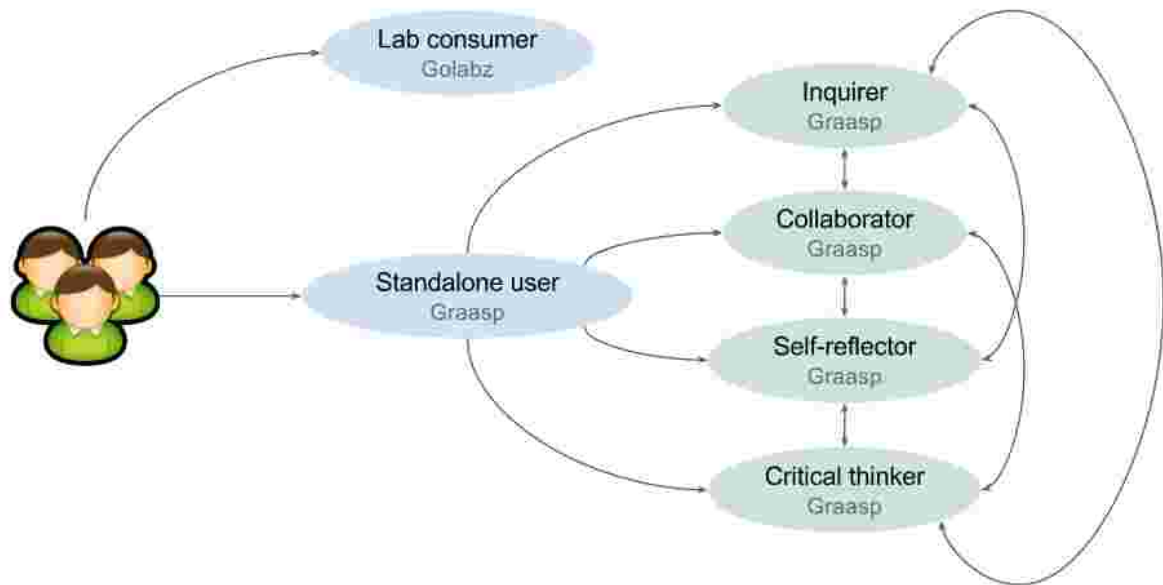 Lab consumer
Golabz
Inquirer
Graasp
Collaborator
Graasp
Standalone user
Graasp
Self-reflector
Graasp
Critical thinker
Graasp